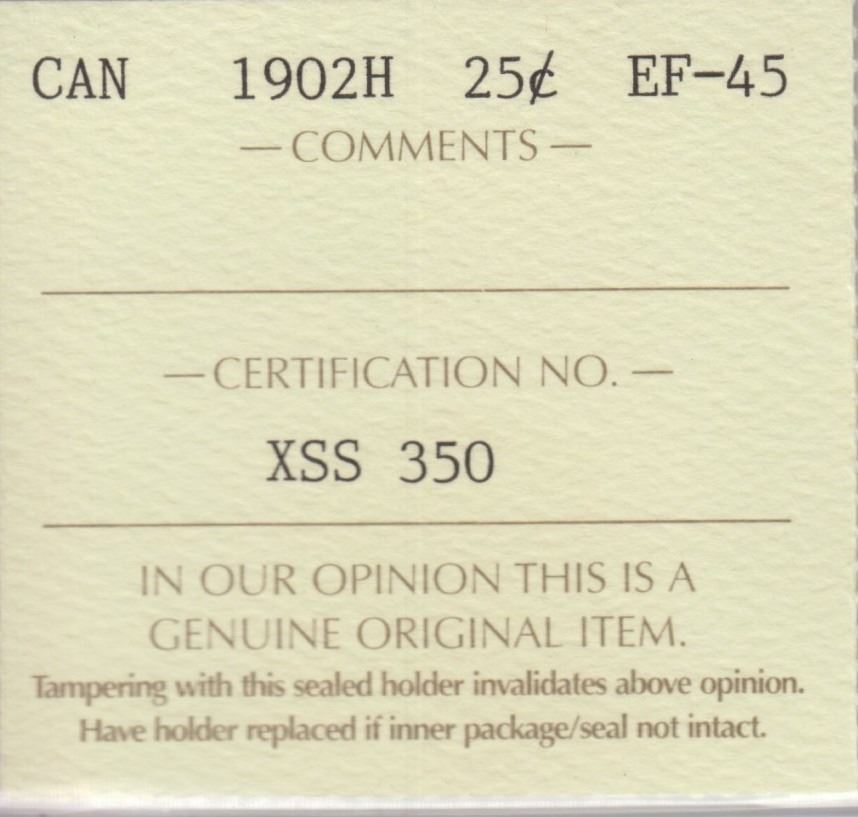 CAN 1902H 25¢ EF-45
— COMMENTS —
— CERTIFICATION NO. —
XSS 350
IN OUR OPINION THIS IS A
GENUINE ORIGINAL ITEM.
Tampering with this sealed holder invalidates above opinion.
Have holder replaced if inner package/seal not intact.